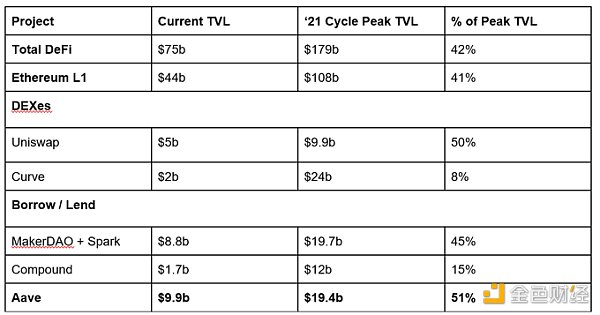 Project Current TVL '21 Cycle Peak TVL % of Peak TVL
Total DeFi $75b $179b 42%
Ethereum L1 $44b $108b 41%
DEXes
Uniswap $5b $9.9b 50%
Curve $2b $24b 8%
Borrow / Lend
MakerDAO + Spark $8.8b $19.7b 45%
Compound $1.7b $12b 15%
Aave $9.9b $19.4b 51%
金色财经